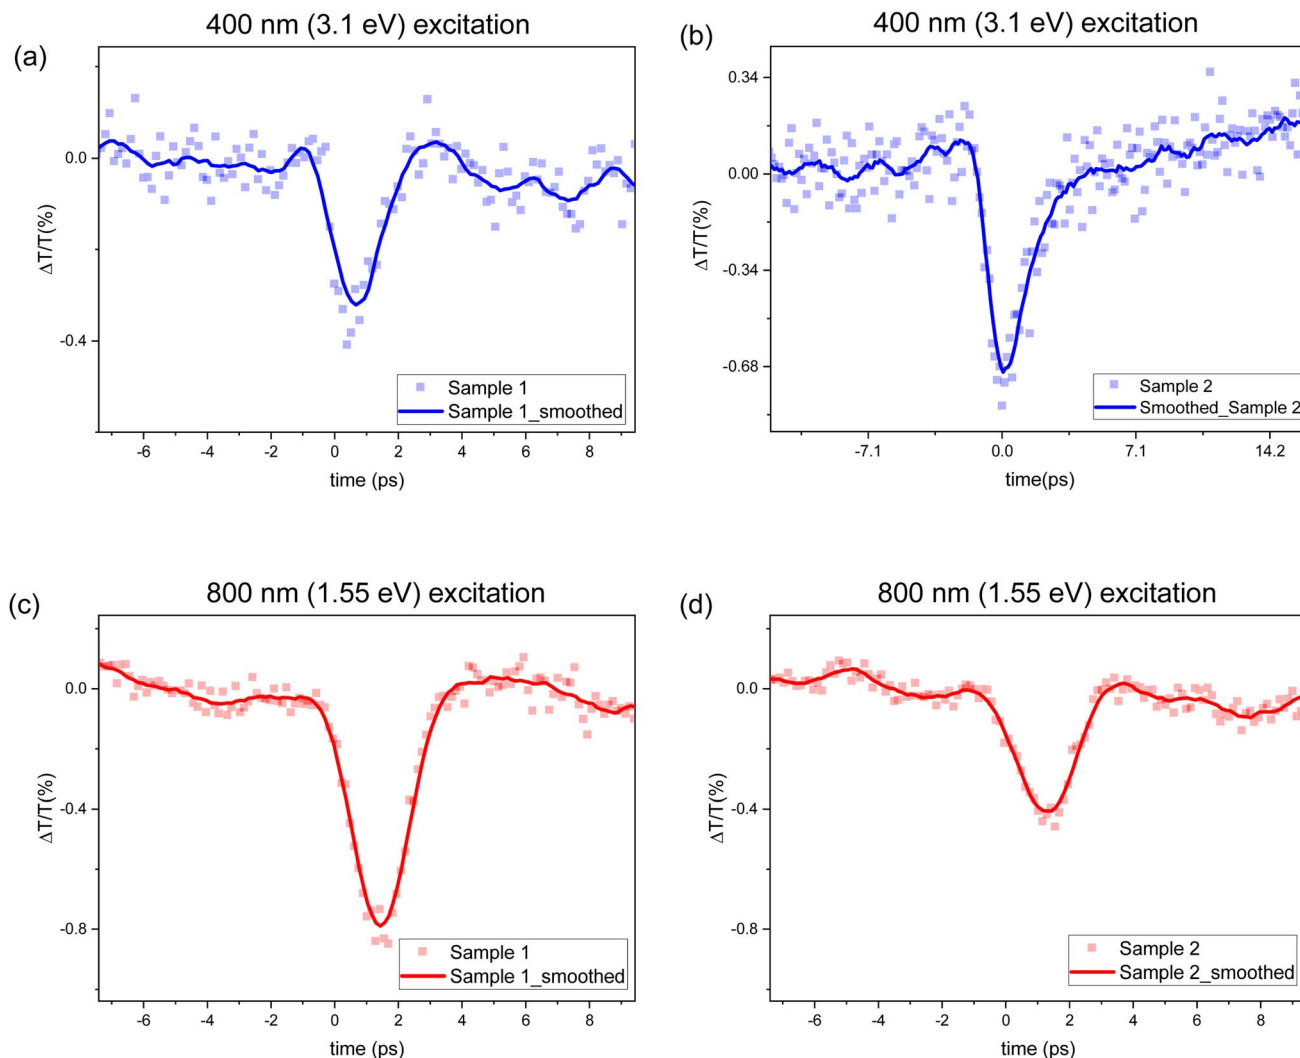 400 nm (3.1 eV) excitation
(a)
0.0
-0.4
ΔT/T(%)
Sample 1
Sample 1_smoothed
-6 -4 -2 0 2 4 6 8
time (ps)
400 nm (3.1 eV) excitation
(b)
0.34
0.00
-0.34
-0.68
ΔT/T(%)
Sample 2
Smoothed_Sample 2
-7.1 0.0 7.1 14.2
time(ps)
800 nm (1.55 eV) excitation
(c)
0.0
-0.4
-0.8
ΔT/T(%)
Sample 1
Sample 1_smoothed
-6 -4 -2 0 2 4 6 8
time (ps)
800 nm (1.55 eV) excitation
(d)
0.0
-0.4
-0.8
ΔT/T(%)
Sample 2
Sample 2_smoothed
-6 -4 -2 0 2 4 6 8
time (ps)